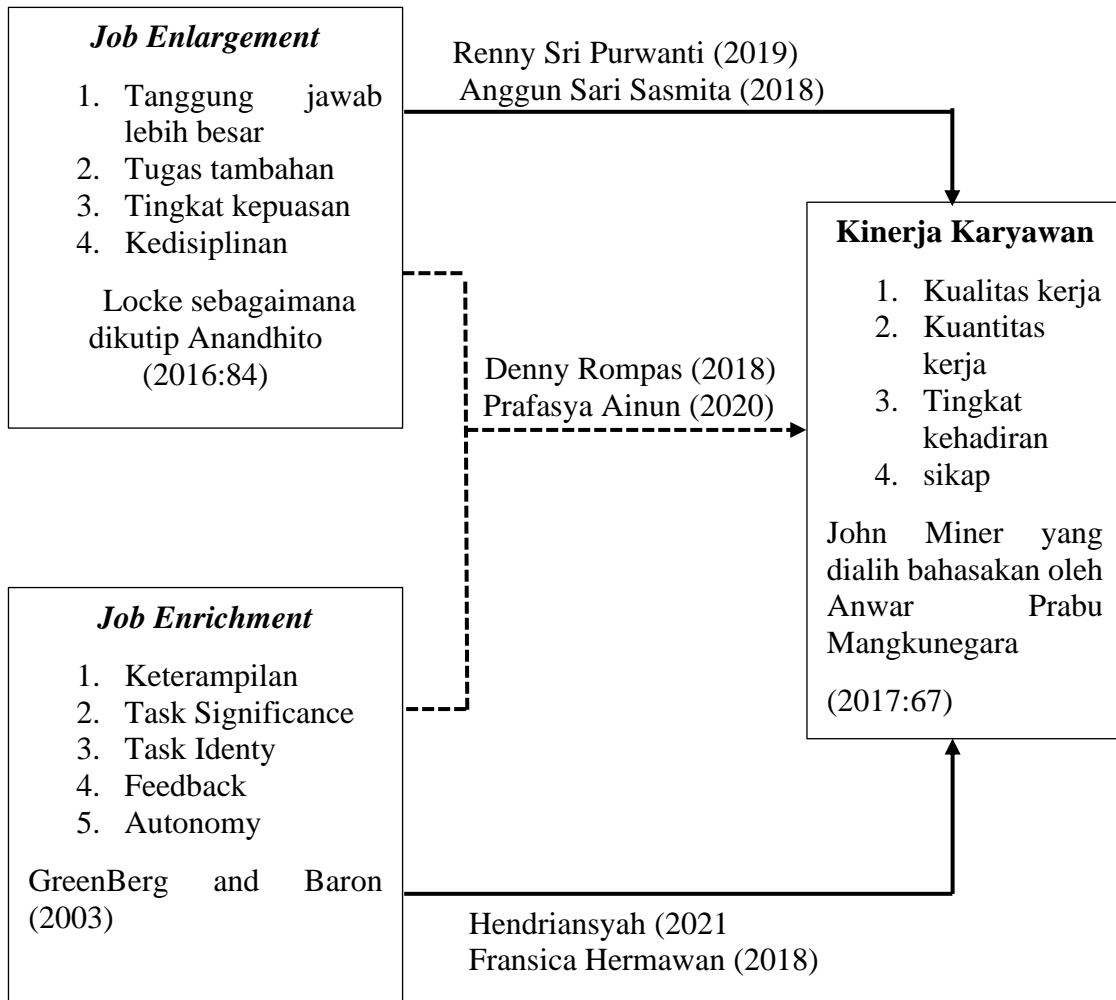 Job Enlargement
1. Tanggung jawab
lebih besar
2. Tugas tambahan
3. Tingkat kepuasan
4. Kedisiplinan
Locke sebagaimana
dikutip Anandhito
(2016:84)
Renny Sri Purwanti (2019)
Anggun Sari Sasmita (2018)
Denny Rompas (2018)
Prafasya Ainun (2020)
Kinerja Karyawan
1. Kualitas kerja
2. Kuantitas
kerja
3. Tingkat
kehadiran
4. sikap
John Miner yang
dialih bahasakan oleh
Anwar Prabu
Mangkunegara
(2017:67)
Job Enrichment
1. Keterampilan
2. Task Significance
3. Task Identy
4. Feedback
5. Autonomy
GreenBerg and Baron
(2003)
Hendriansyah (2021
Fransica Hermawan (2018)